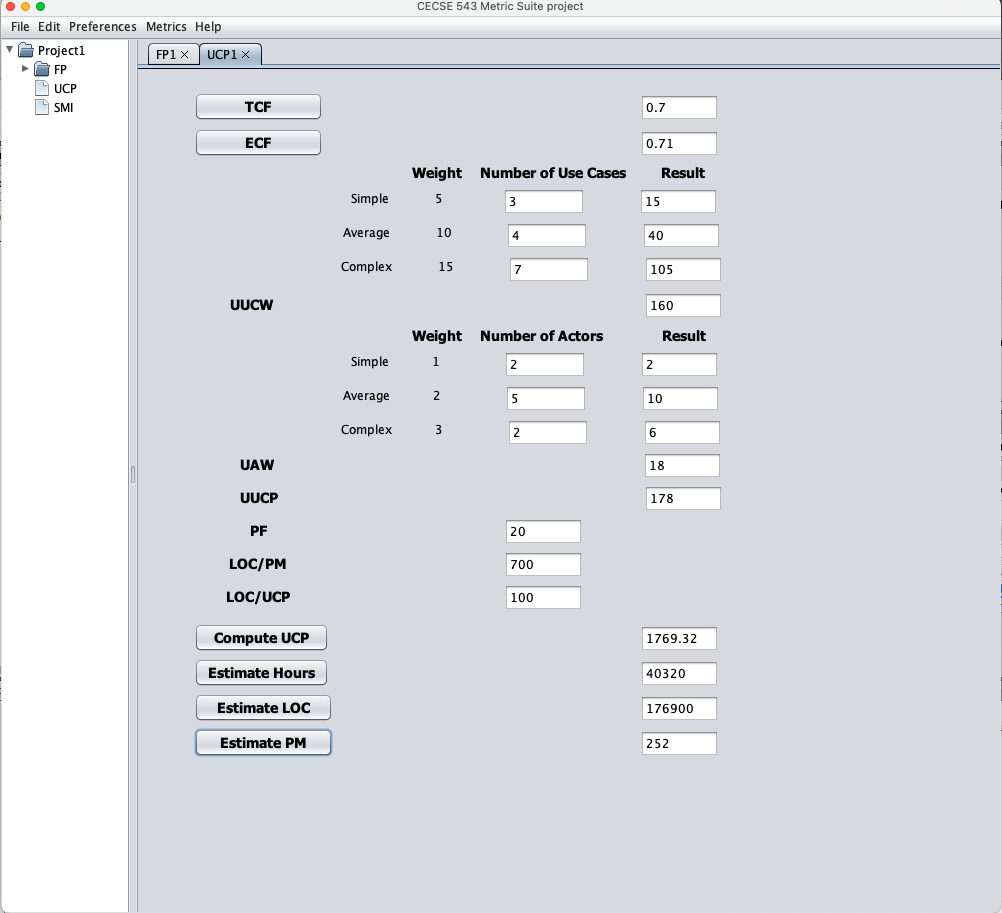 CECSE 543 Metric Suite project
File Edit Preferences Metrics Help
Project1
FP
UCP
SMI
FP1 × UCP1 ×
TCF 0.7
ECF 0.71
Weight Number of Use Cases Result
Simple 5 3 15
Average 10 4 40
Complex 15 7 105
UUCW 160
Weight Number of Actors Result
Simple 1 2 2
Average 2 5 10
Complex 3 2 6
UAW 18
UUCP 178
PF 20
LOC/PM 700
LOC/UCP 100
Compute UCP 1769.32
Estimate Hours 40320
Estimate LOC 176900
Estimate PM 252